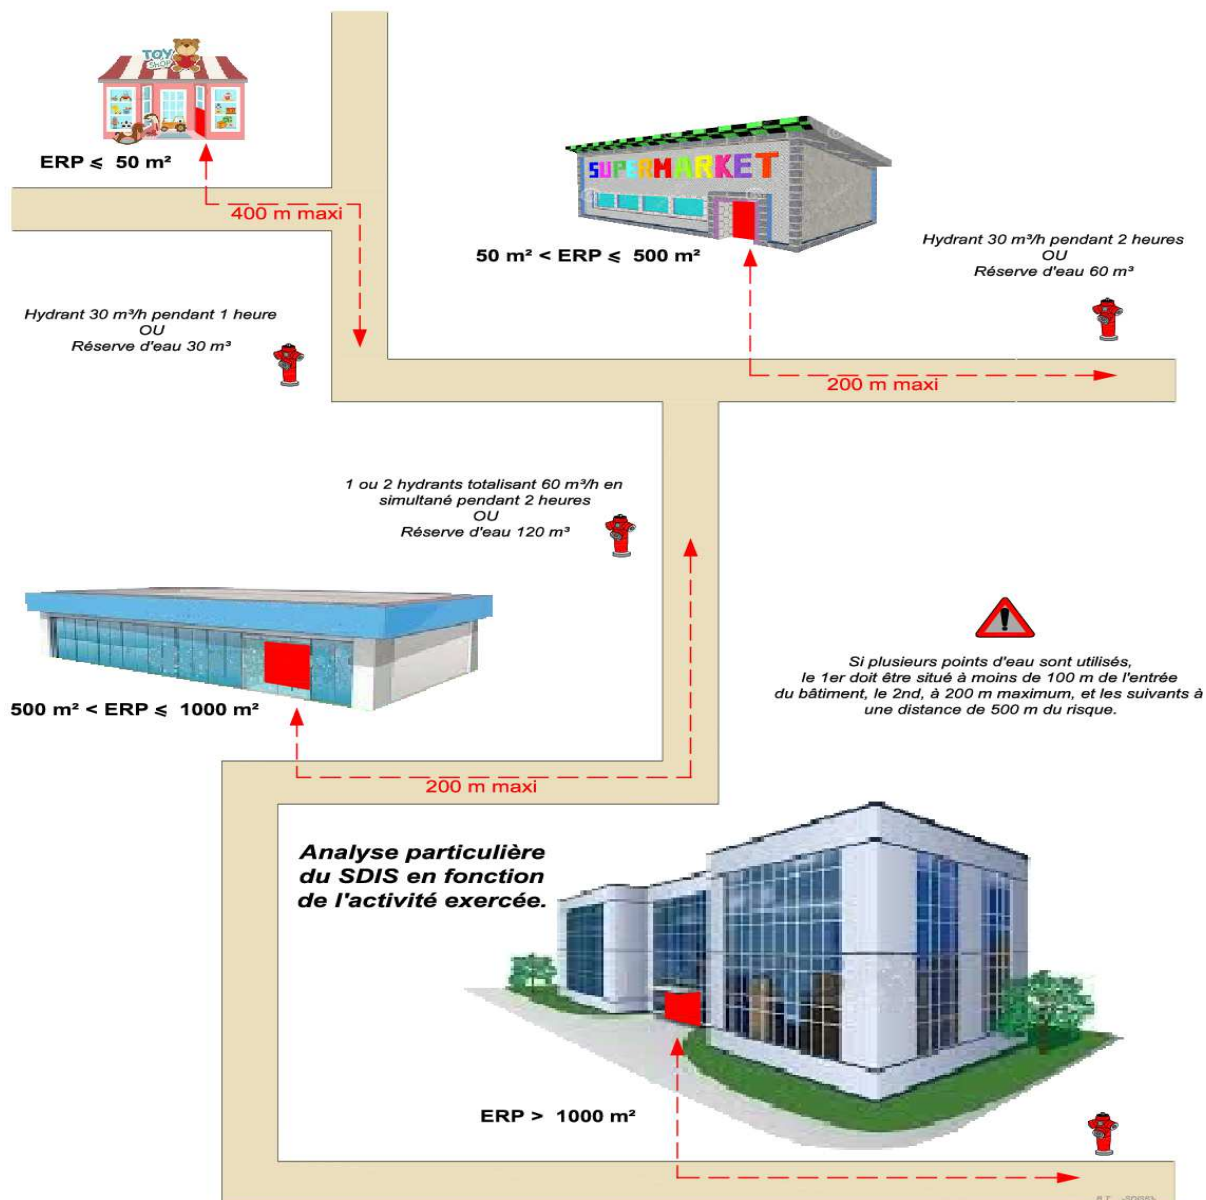 TOY
SHOP
ERP ⩽ 50 m²
400 m maxi
SUPERMARKET
50 m² < ERP ⩽ 500 m²
Hydrant 30 m³/h pendant 2 heures
OU
Réserve d'eau 60 m³
Hydrant 30 m³/h pendant 1 heure
OU
Réserve d'eau 30 m³
200 m maxi
1 ou 2 hydrants totalisant 60 m³/h en
simultané pendant 2 heures
OU
Réserve d'eau 120 m³
500 m² < ERP ⩽ 1000 m²
Si plusieurs points d'eau sont utilisés,
le 1er doit être situé à moins de 100 m de l'entrée
du bâtiment, le 2nd, à 200 m maximum, et les suivants à
une distance de 500 m du risque.
200 m maxi
Analyse particulière
du SDIS en fonction
de l'activité exercée.
ERP > 1000 m²